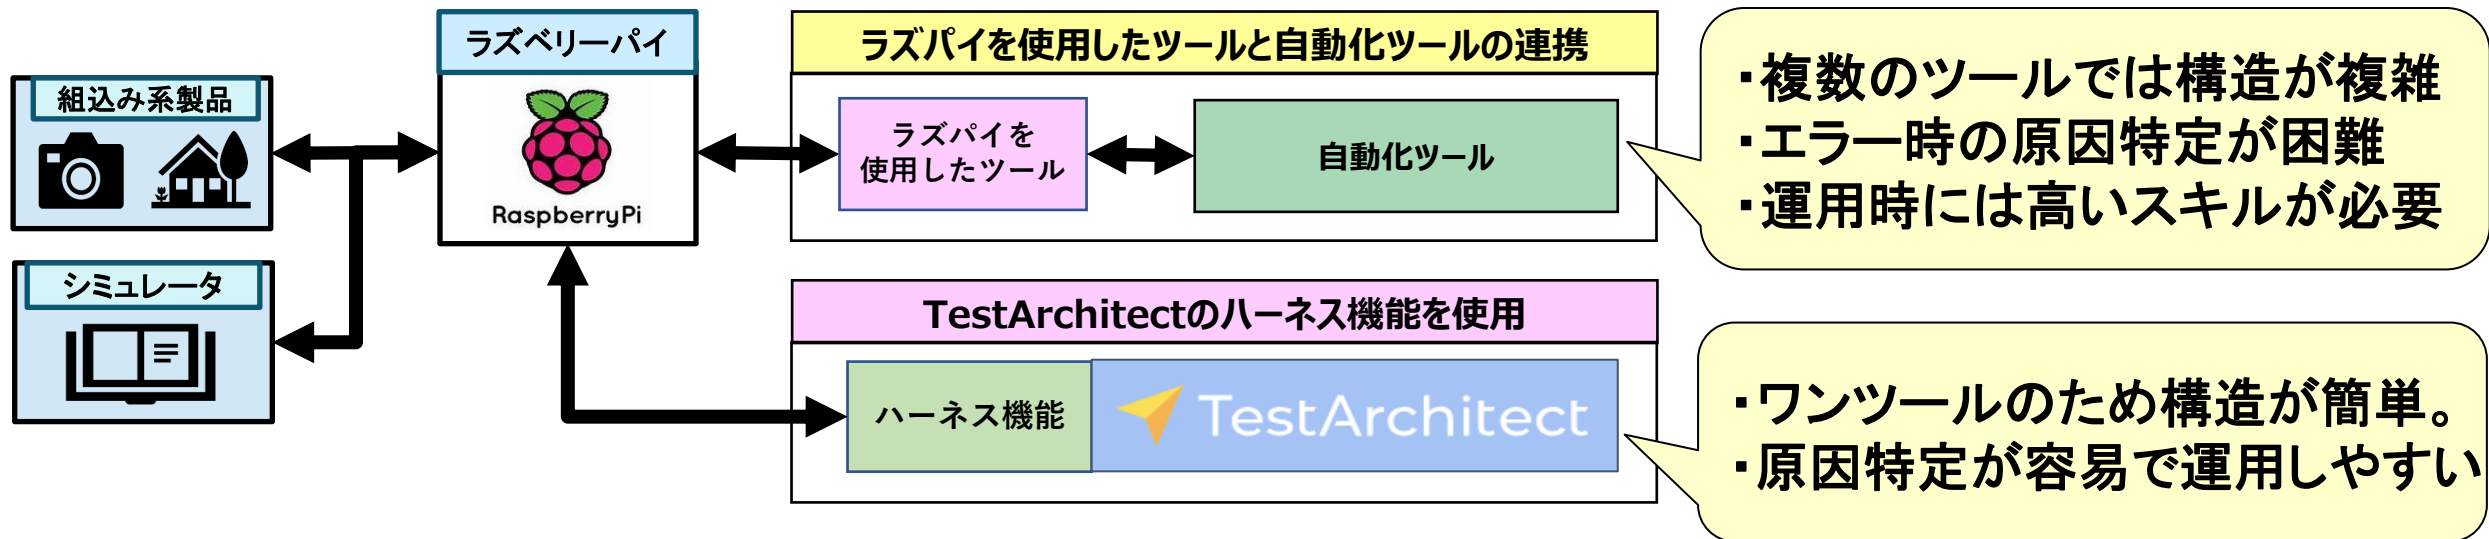 組込み系製品
シミュレータ
ラズベリーパイ
RaspberryPi
ラズパイを使用したツールと自動化ツールの連携
ラズパイを
使用したツール
自動化ツール
・複数のツールでは構造が複雑
・エラー時の原因特定が困難
・運用時には高いスキルが必要
TestArchitectのハーネス機能を使用
ハーネス機能
TestArchitect
・ワンツールのため構造が簡単。
・原因特定が容易で運用しやすい